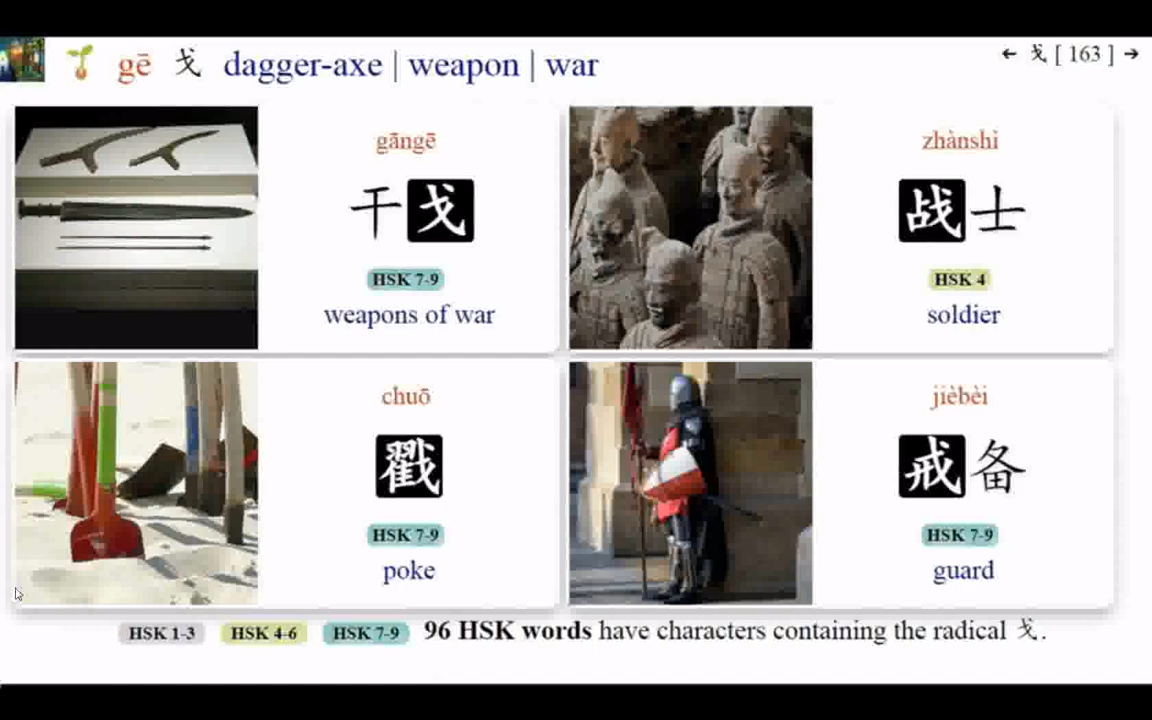 gē 戈 dagger-axe | weapon | war
← 戈 [ 163 ] →
gāngē
干戈
HSK 7-9
weapons of war
zhànshì
战士
HSK 4
soldier
chuō
戳
HSK 7-9
poke
jièbèi
戒备
HSK 7-9
guard
HSK 1-3 HSK 4-6 HSK 7-9 96 HSK words have characters containing the radical 戈.